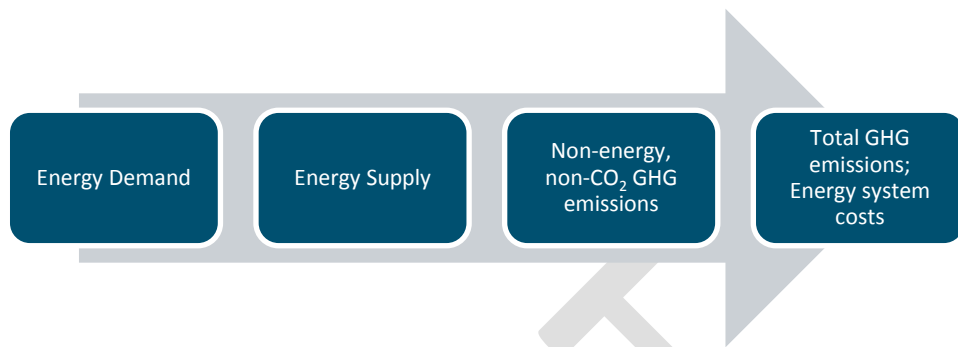 Energy Demand
Energy Supply
Non-energy,
non-CO₂ GHG
emissions
Total GHG
emissions;
Energy system
costs